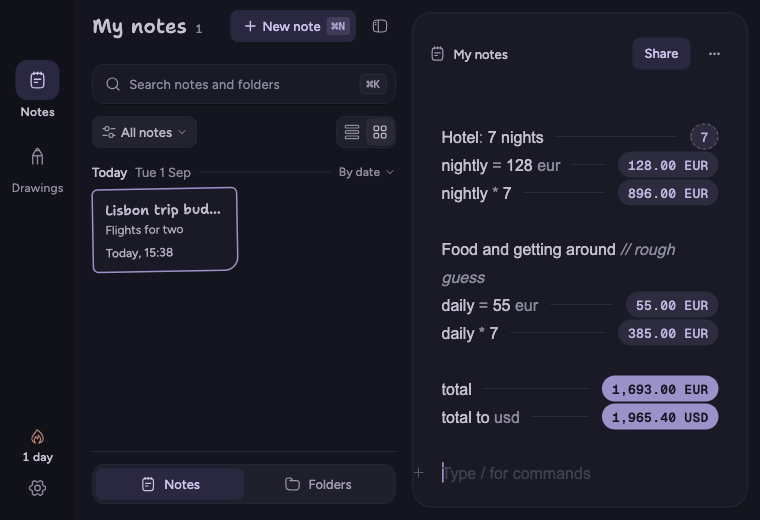 My notes 1
+ New note ⌘N
Notes
Drawings
Search notes and folders ⌘K
All notes
Today Tue 1 Sep By date
Lisbon trip bud...
Flights for two
Today, 15:38
1 day
Notes
Folders
My notes
Share
Hotel: 7 nights 7
nightly = 128 eur 128.00 EUR
nightly * 7 896.00 EUR
Food and getting around // rough
guess
daily = 55 eur 55.00 EUR
daily * 7 385.00 EUR
total 1,693.00 EUR
total to usd 1,965.40 USD
+ Type / for commands